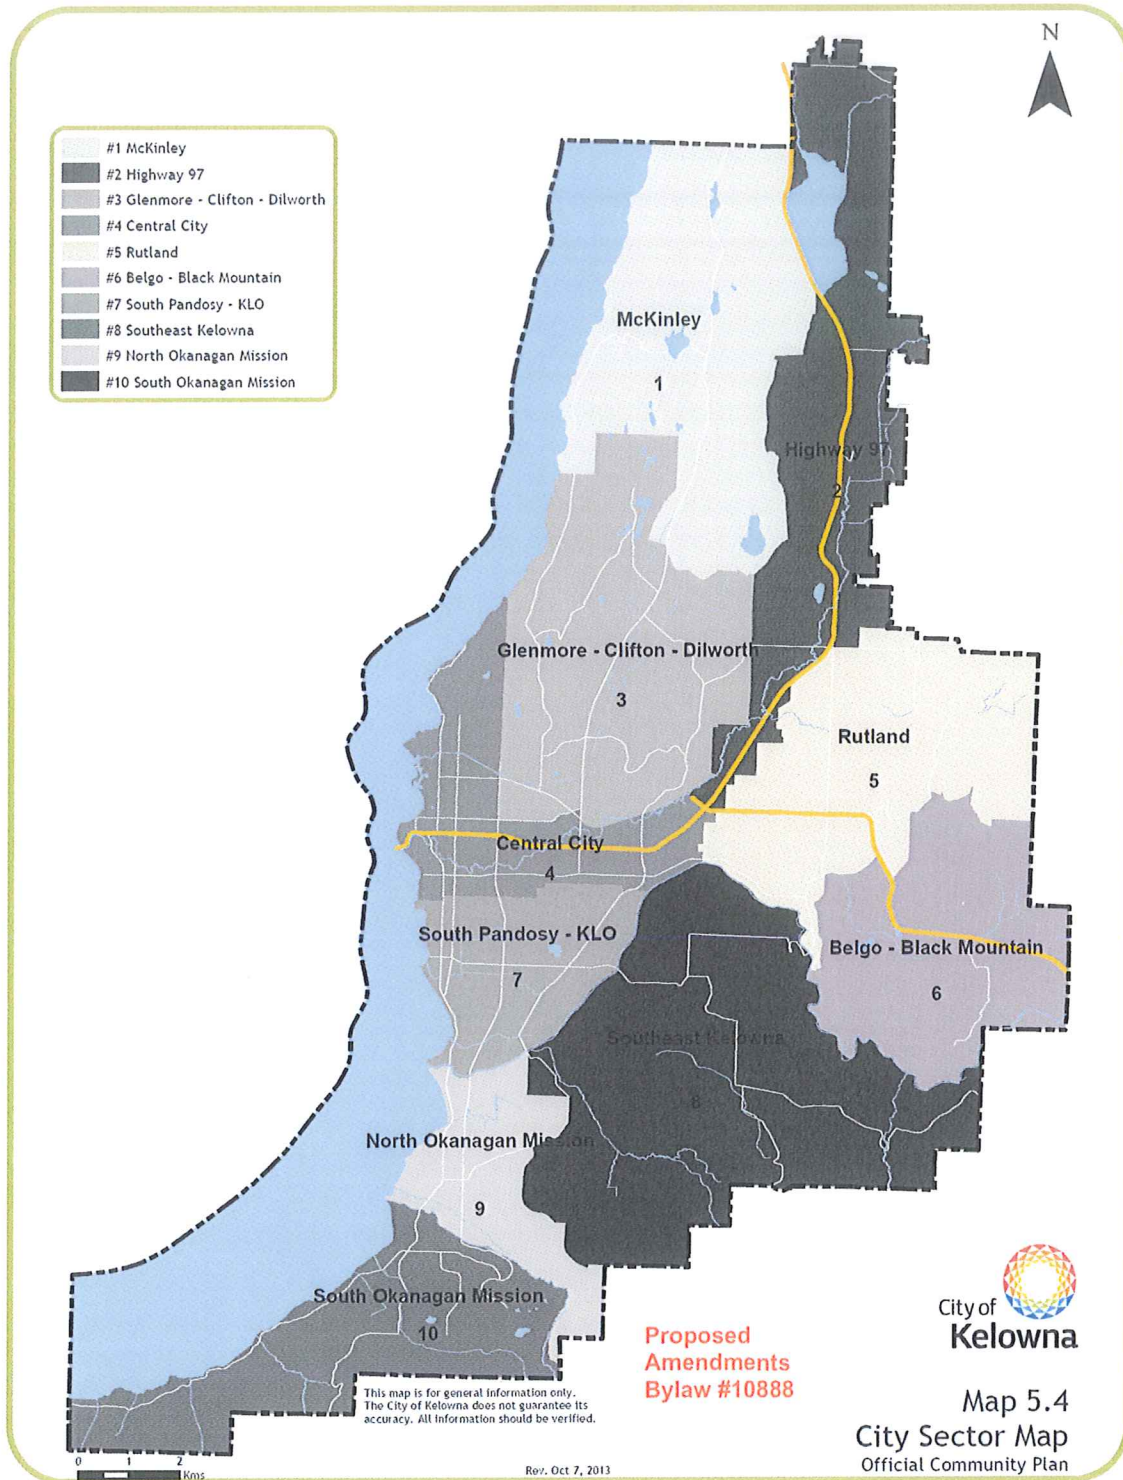 N
#1 McKinley
#2 Highway 97
#3 Glenmore - Clifton - Dilworth
#4 Central City
#5 Rutland
#6 Belgo - Black Mountain
#7 South Pandosy - KLO
#8 Southeast Kelowna
#9 North Okanagan Mission
#10 South Okanagan Mission
McKinley
1
Highway 97
2
Glenmore - Clifton - Dilworth
3
Rutland
5
Central City
4
South Pandosy - KLO
7
Belgo - Black Mountain
6
Southeast Kelowna
8
North Okanagan Mission
9
South Okanagan Mission
10
Proposed
Amendments
Bylaw #10888
City of
Kelowna
This map is for general information only.
The City of Kelowna does not guarantee its
accuracy. All information should be verified.
Map 5.4
City Sector Map
Official Community Plan
0 1 2
Kms
Rev. Oct 7, 2013